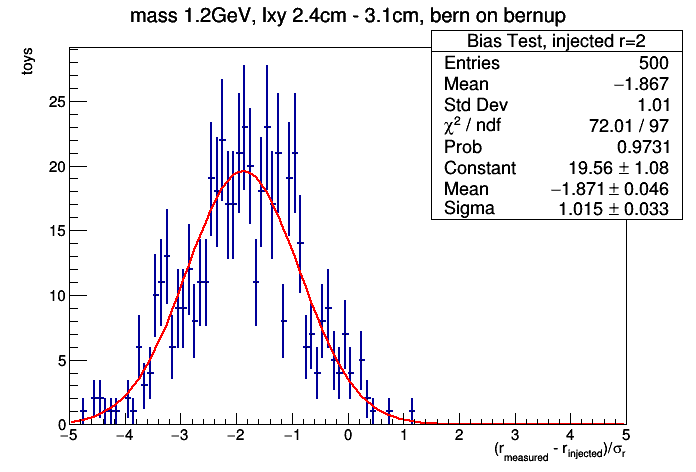 mass 1.2GeV, lxy 2.4cm - 3.1cm, bern on bernup
Bias Test, injected r=2
Entries 500
Mean −1.867
Std Dev 1.01
χ² / ndf 72.01 / 97
Prob 0.9731
Constant 19.56 ± 1.08
Mean −1.871 ± 0.046
Sigma 1.015 ± 0.033
toys
25
20
15
10
5
0
−5 −4 −3 −2 −1 0 1 2 3 4 5
(r_measured - r_injected)/σ_r